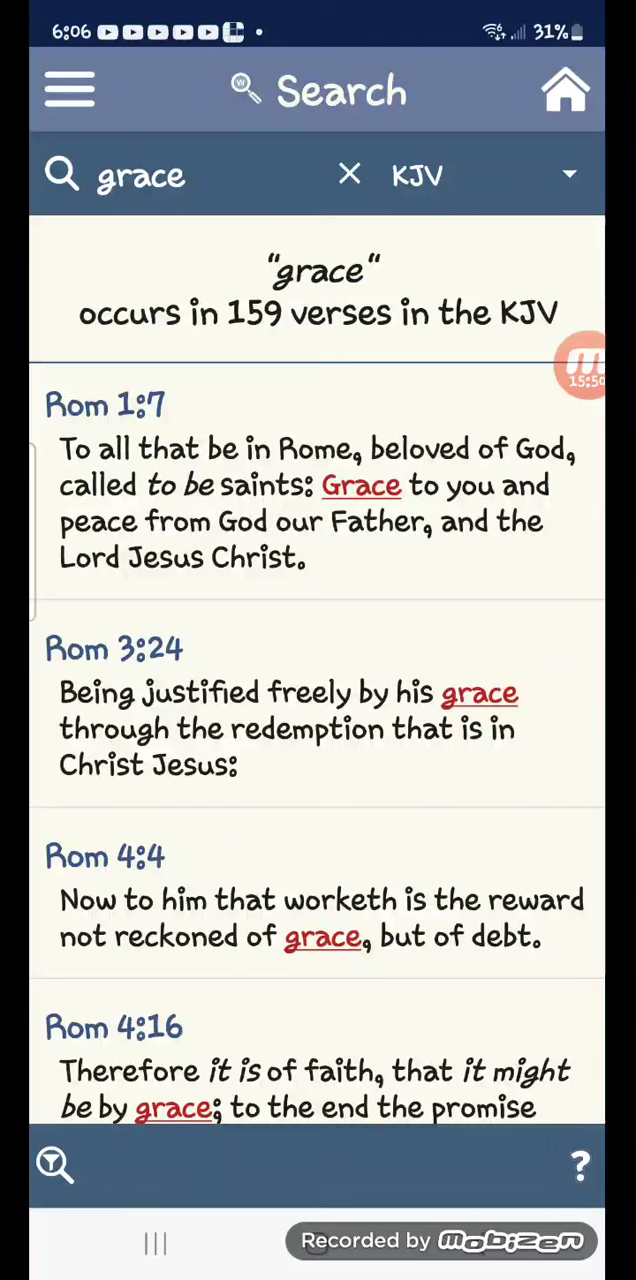 6:06 31%
Search
grace KJV
"grace"
occurs in 159 verses in the KJV
15:50
Rom 1:7
To all that be in Rome, beloved of God,
called to be saints: Grace to you and
peace from God our Father, and the
Lord Jesus Christ.
Rom 3:24
Being justified freely by his grace
through the redemption that is in
Christ Jesus:
Rom 4:4
Now to him that worketh is the reward
not reckoned of grace, but of debt.
Rom 4:16
Therefore it is of faith, that it might
be by grace; to the end the promise
?
Recorded by mobizen